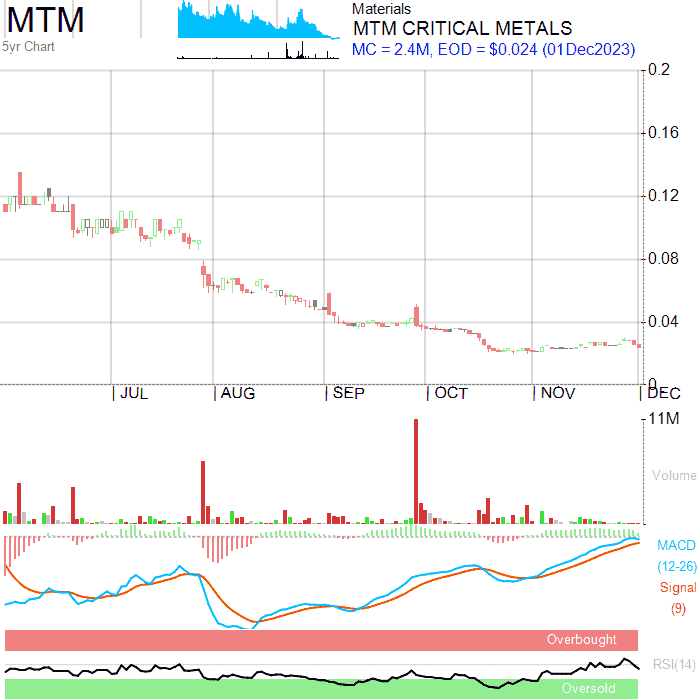 MTM
5yr Chart
Materials
MTM CRITICAL METALS
MC = 2.4M, EOD = $0.024 (01Dec2023)
0.2
0.16
0.12
0.08
0.04
0
JUL AUG SEP OCT NOV DEC
11M
Volume
MACD
(12-26)
Signal
(9)
Overbought
RSI(14)
Oversold